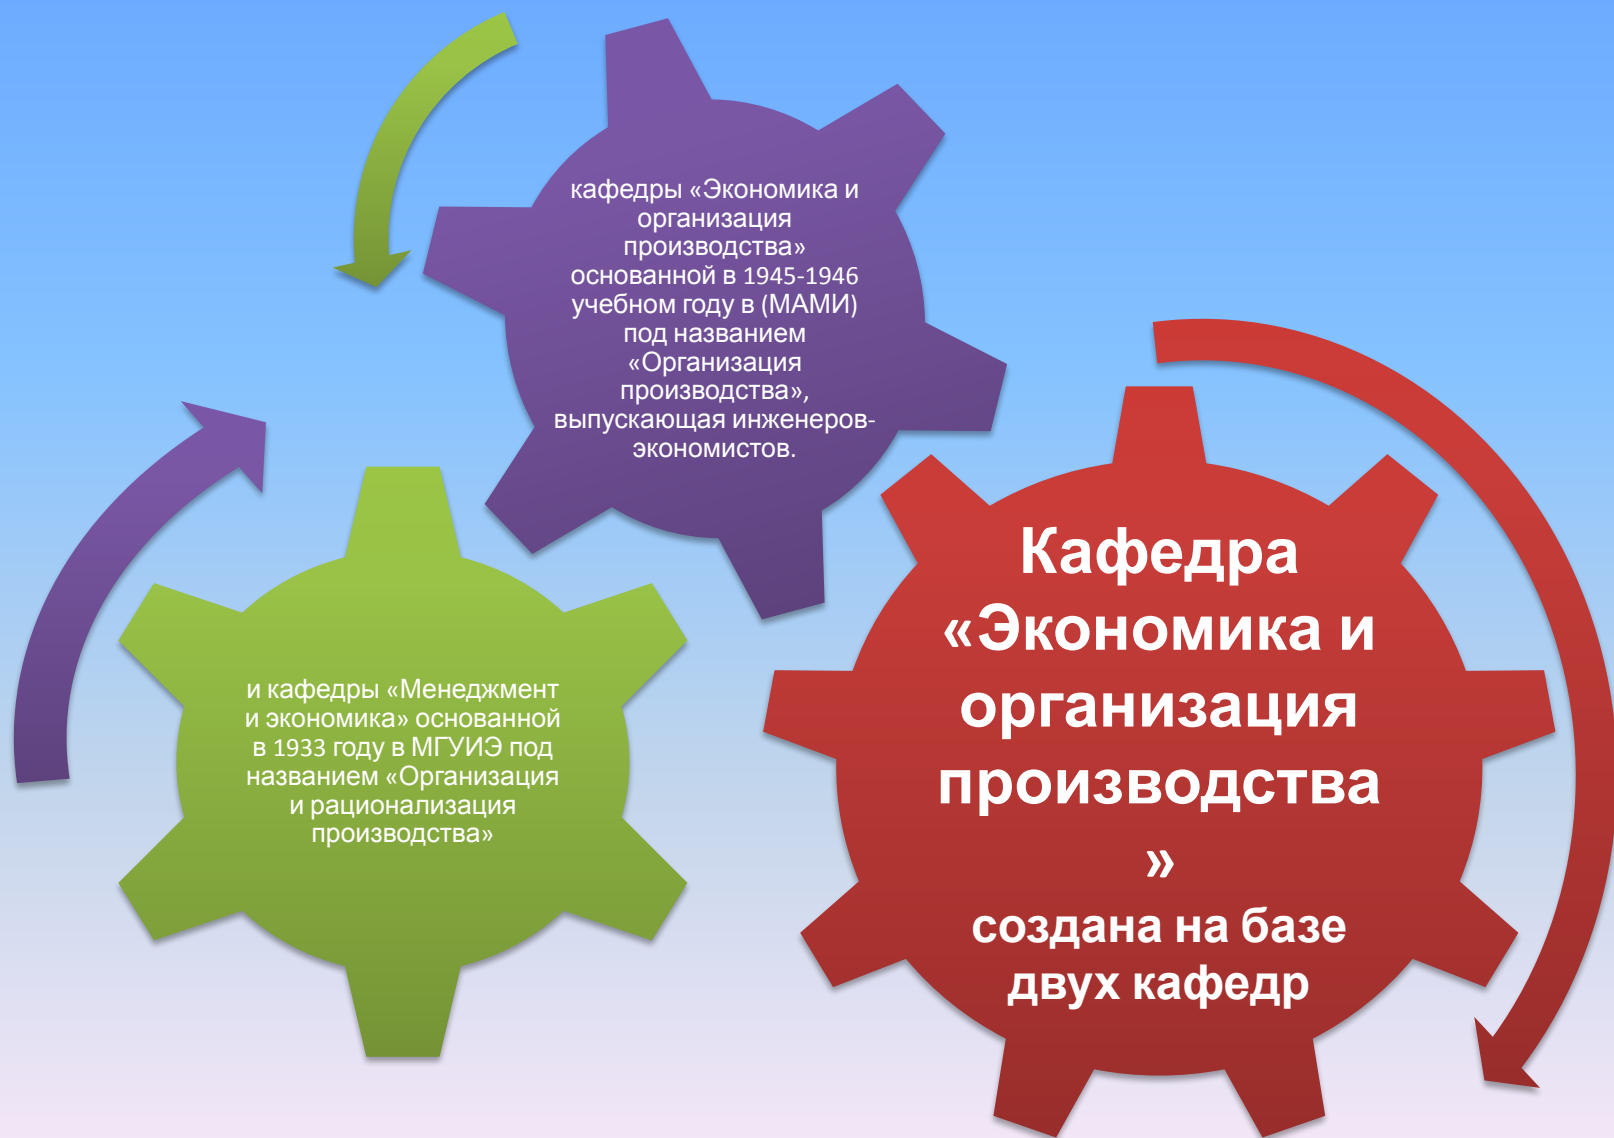 Кафедра
«Экономика и
организация
производства
»
создана на базе
двух кафедр
кафедры «Экономика и
организация
производства»
основанной в 1945-1946
учебном году в (МАМИ)
под названием
«Организация
производства»,
выпускающая инженеров-
экономистов.
и кафедры «Менеджмент
и экономика» основанной
в 1933 году в МГУИЭ под
названием «Организация
и рационализация
производства»